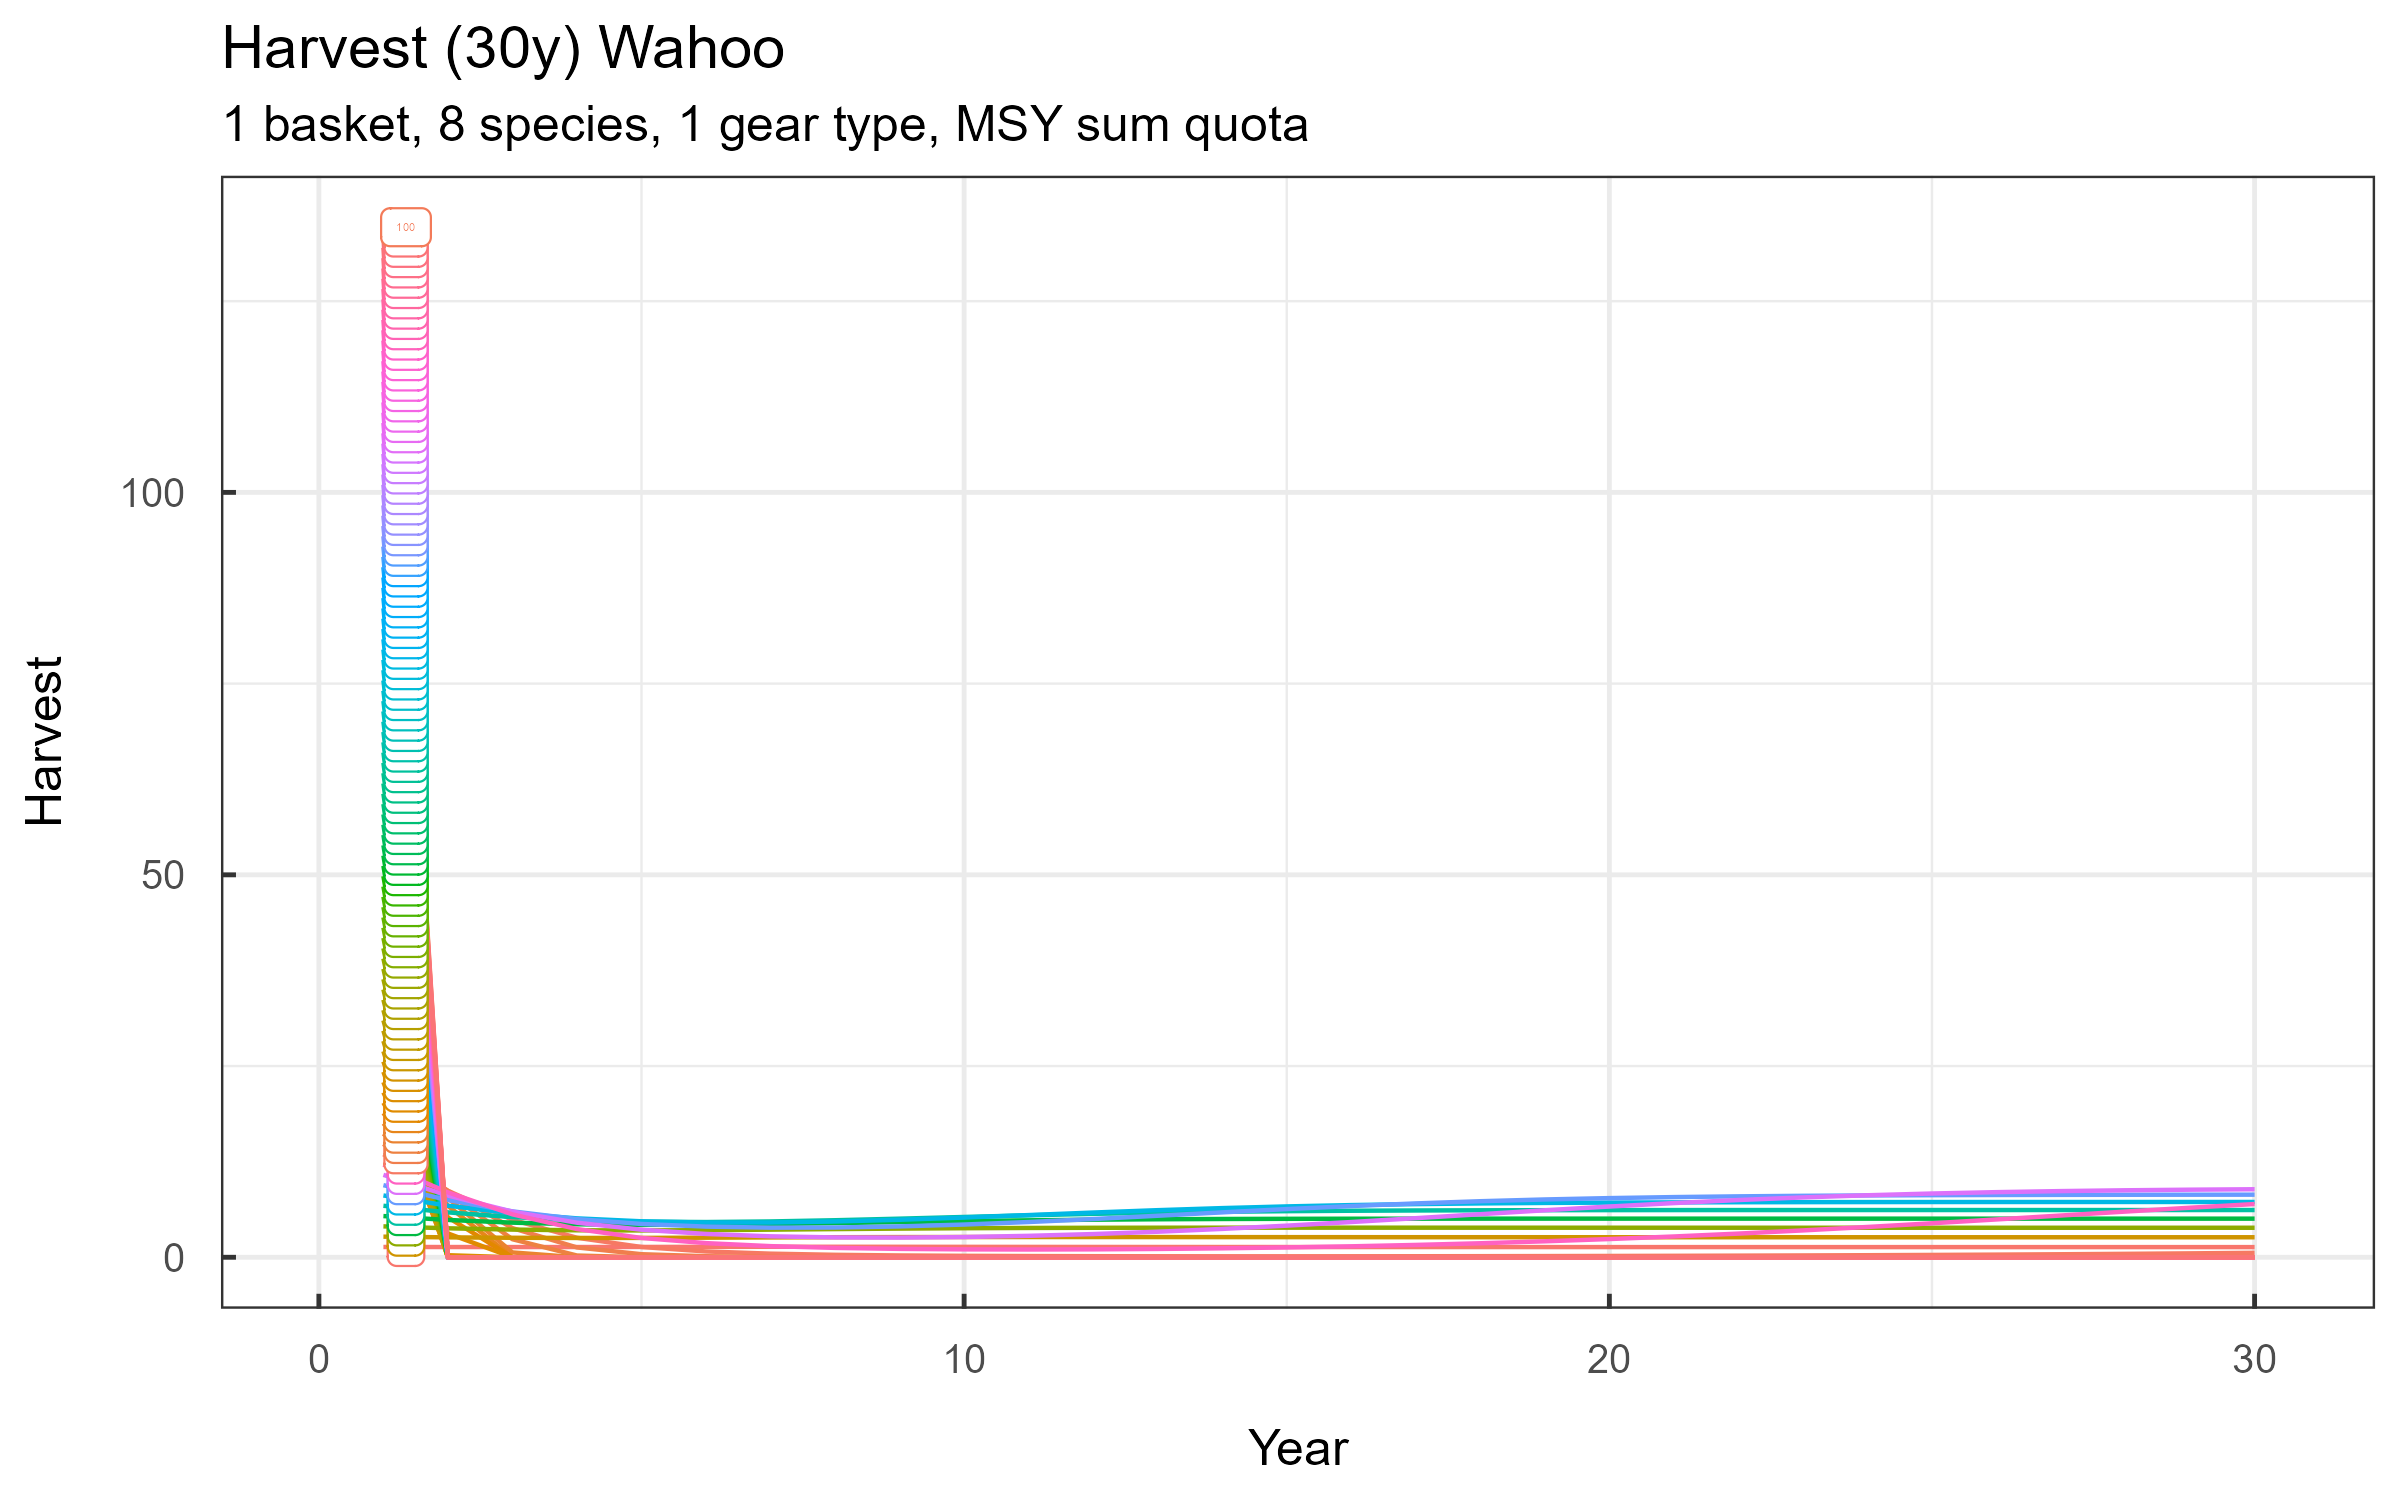 Harvest (30y) Wahoo
1 basket, 8 species, 1 gear type, MSY sum quota
100
100
50
0
Harvest
0 10 20 30
Year